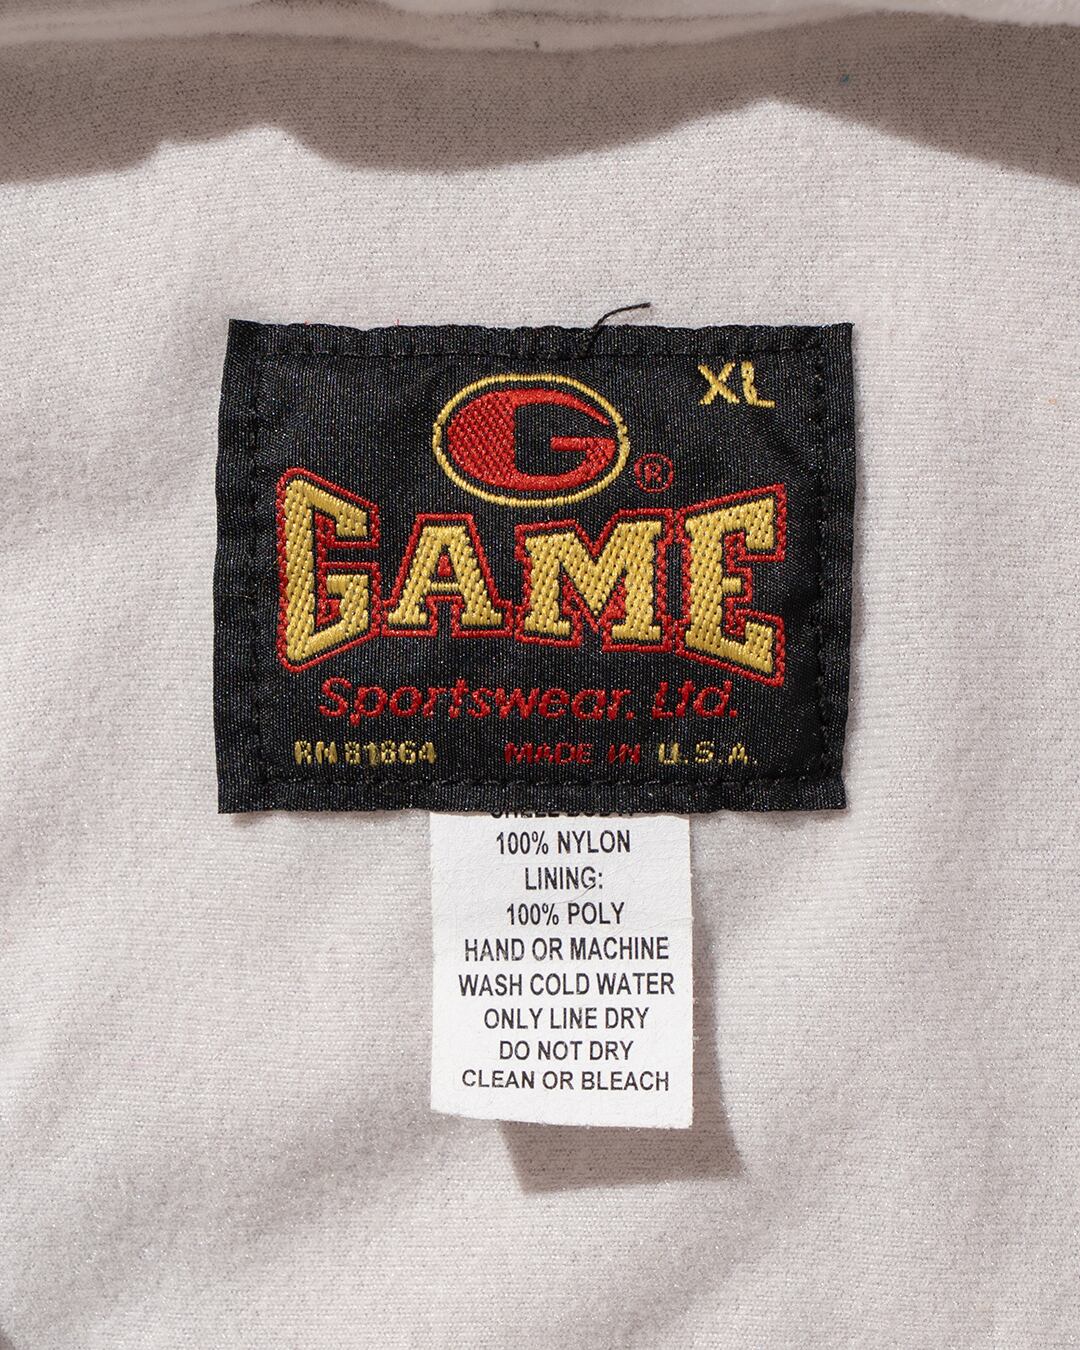 XL
G
®
GAME
Sportswear. Ltd.
RN 81864 MADE IN U.S.A.
100% NYLON
LINING:
100% POLY
HAND OR MACHINE
WASH COLD WATER
ONLY LINE DRY
DO NOT DRY
CLEAN OR BLEACH